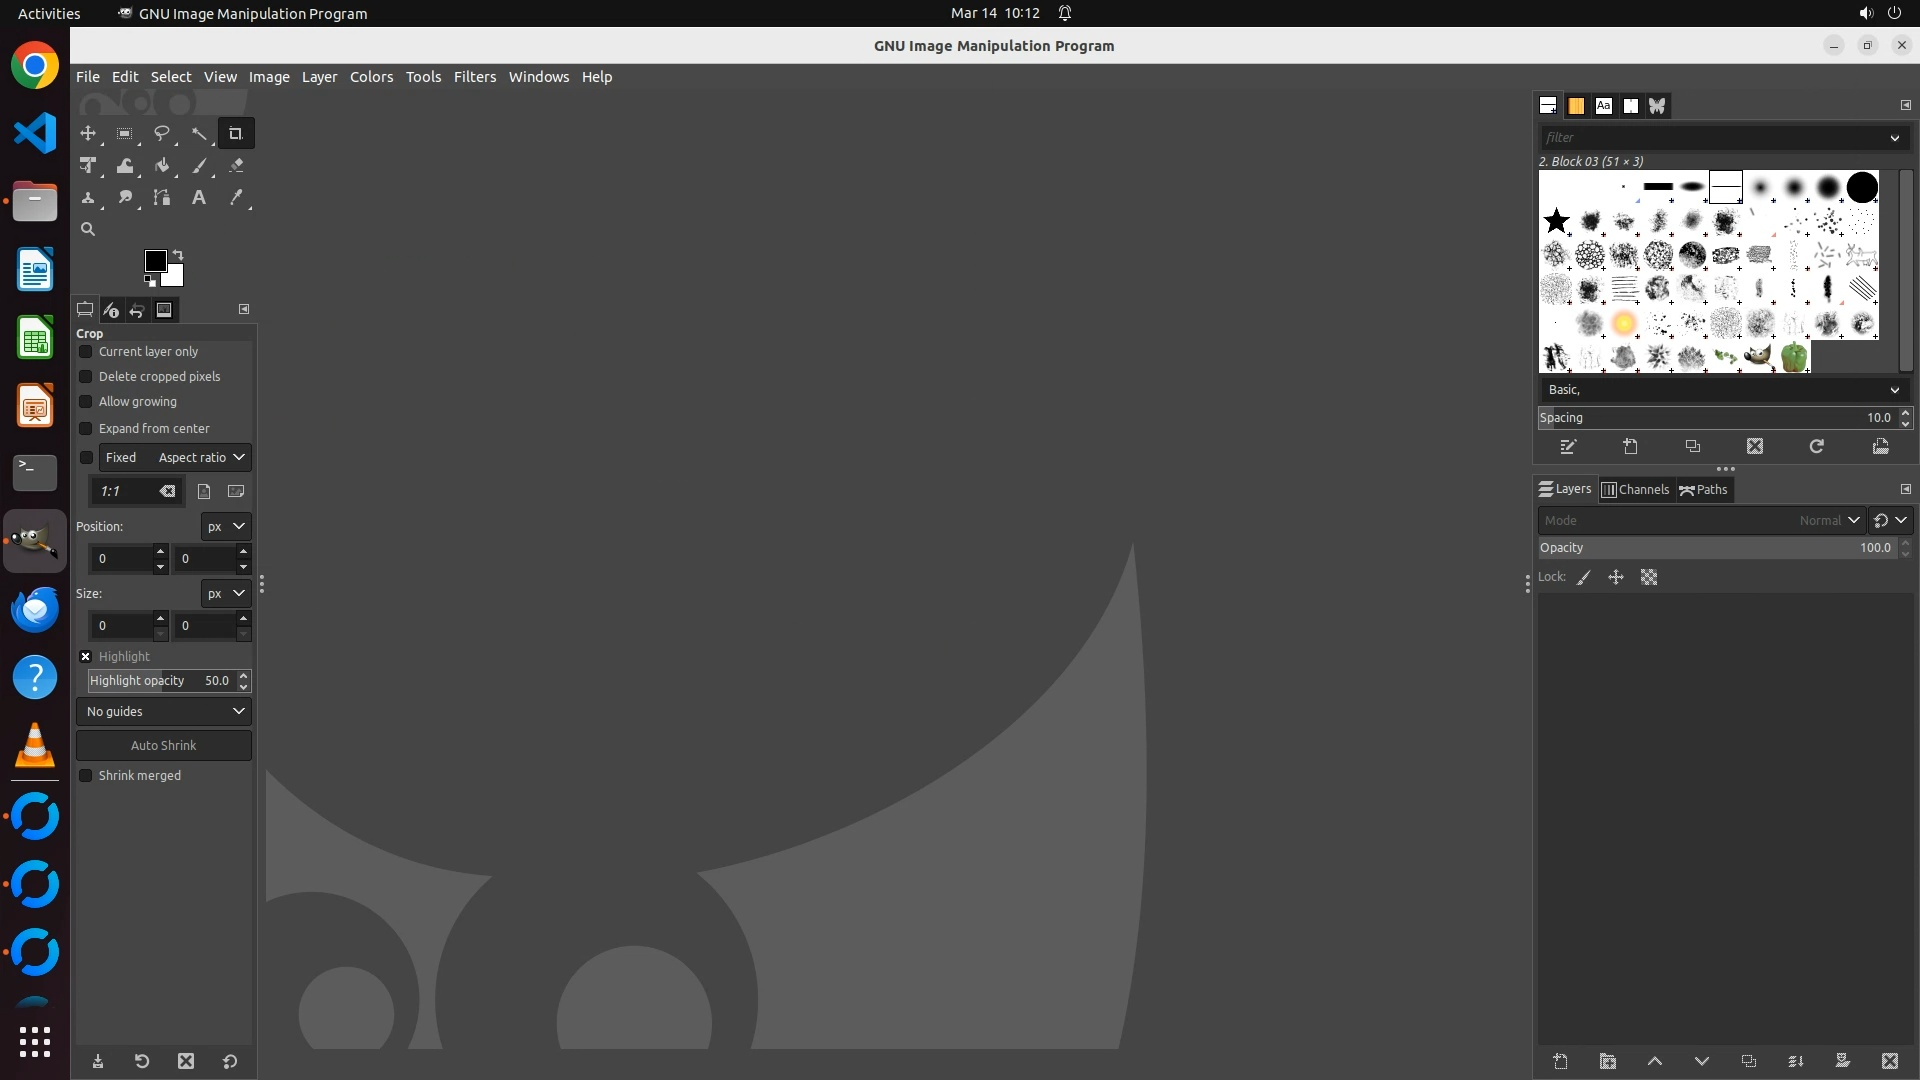 Activities
GNU Image Manipulation Program
Mar 14 10:12
GNU Image Manipulation Program
File Edit Select View Image Layer Colors Tools Filters Windows Help
Crop
Current layer only
Delete cropped pixels
Allow growing
Expand from center
Fixed Aspect ratio
1:1
Position: px
0 0
Size: px
0 0
Highlight
Highlight opacity 50.0
No guides
Auto Shrink
Shrink merged
Aa
filter
2. Block 03 (51 × 3)
Basic,
Spacing 10.0
Layers Channels Paths
Mode Normal
Opacity 100.0
Lock: